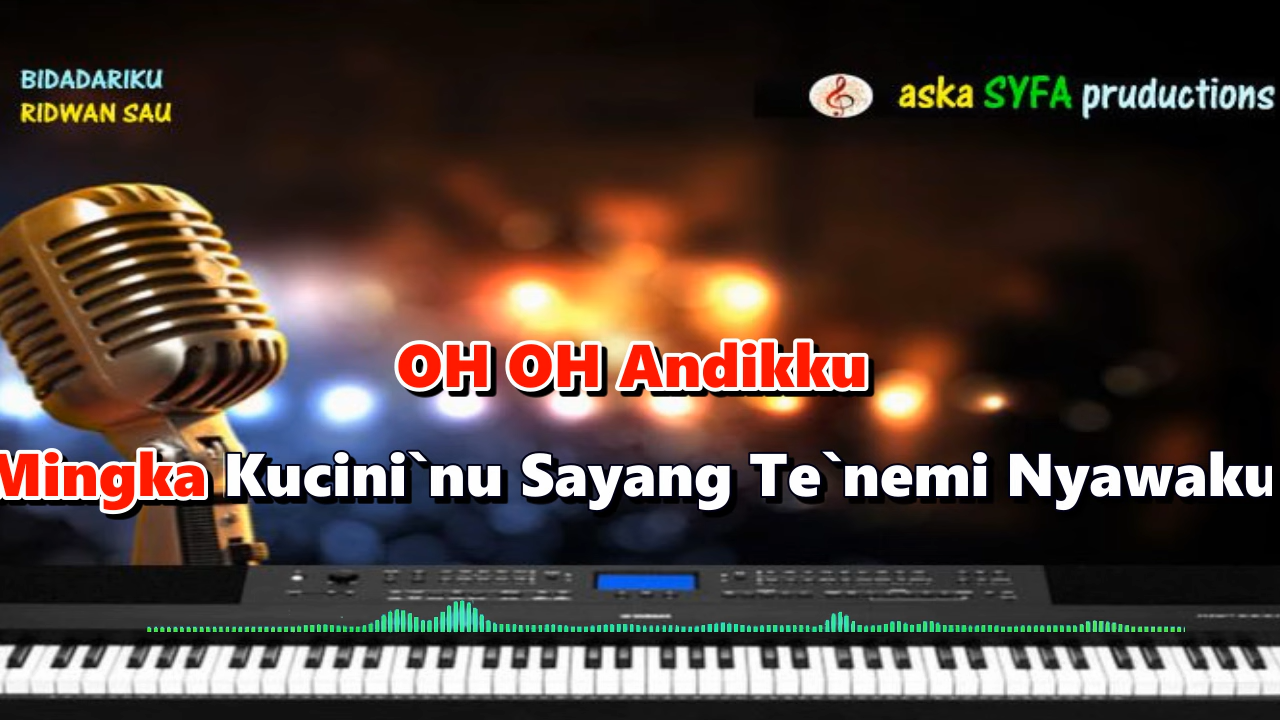 BIDADARIKU
RIDWAN SAU
aska SYFA pruductions
OH OH Andikku
Mingka Kucini`nu Sayang Te`nemi Nyawaku